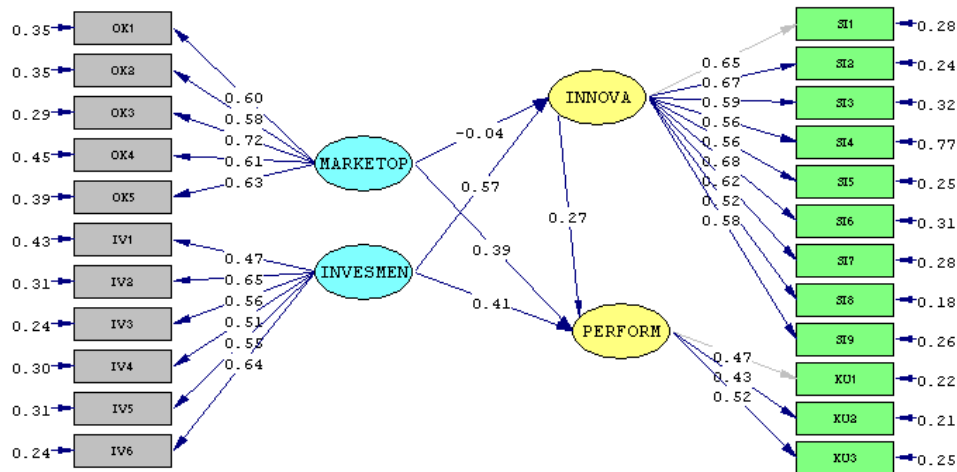 0.35 OK1
0.35 OK2
0.29 OK3
0.45 OK4
0.39 OK5
0.43 IV1
0.31 IV2
0.24 IV3
0.30 IV4
0.31 IV5
0.24 IV6
0.60
0.58
0.72
0.61
0.63
0.47
0.65
0.56
0.51
0.55
0.64
MARKETOP
INVESMEN
-0.04
0.57
0.39
0.41
0.27
INNOVA
PERFORM
0.65
0.67
0.59
0.56
0.56
0.68
0.62
0.52
0.58
0.47
0.43
0.52
SI1 0.28
SI2 0.24
SI3 0.32
SI4 0.77
SI5 0.25
SI6 0.31
SI7 0.28
SI8 0.18
SI9 0.26
KU1 0.22
KU2 0.21
KU3 0.25